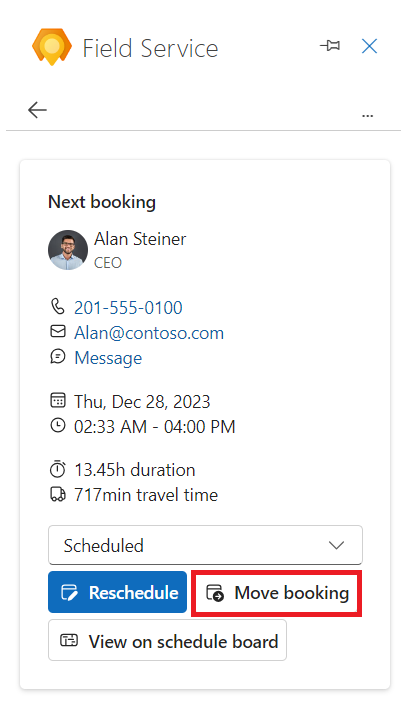 Field Service
...
Next booking
Alan Steiner
CEO
201-555-0100
Alan@contoso.com
Message
Thu, Dec 28, 2023
02:33 AM - 04:00 PM
13.45h duration
717min travel time
Scheduled
Reschedule
Move booking
View on schedule board